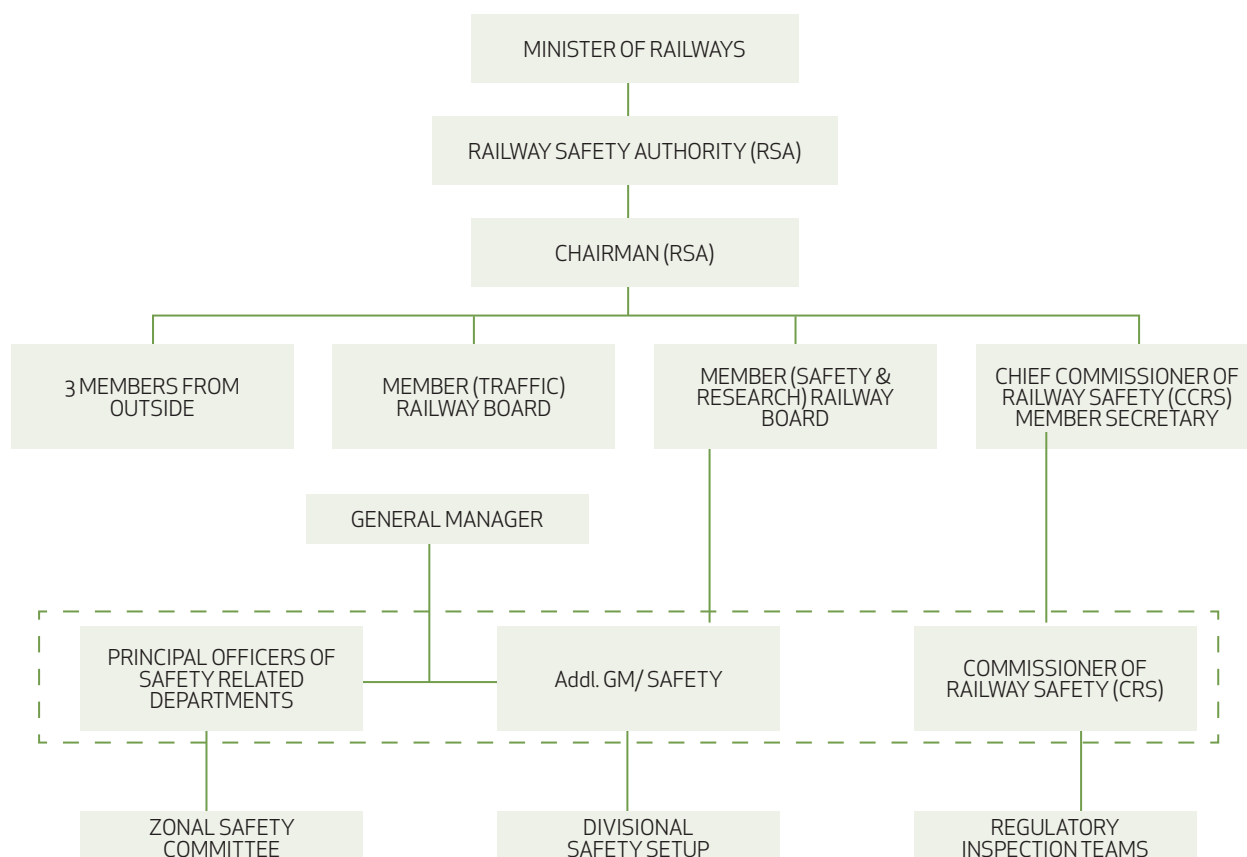 MINISTER OF RAILWAYS
RAILWAY SAFETY AUTHORITY (RSA)
CHAIRMAN (RSA)
3 MEMBERS FROM
OUTSIDE
MEMBER (TRAFFIC)
RAILWAY BOARD
MEMBER (SAFETY &
RESEARCH) RAILWAY
BOARD
CHIEF COMMISSIONER OF
RAILWAY SAFETY (CCRS)
MEMBER SECRETARY
GENERAL MANAGER
PRINCIPAL OFFICERS OF
SAFETY RELATED
DEPARTMENTS
Addl. GM/ SAFETY
COMMISSIONER OF
RAILWAY SAFETY (CRS)
ZONAL SAFETY
COMMITTEE
DIVISIONAL
SAFETY SETUP
REGULATORY
INSPECTION TEAMS